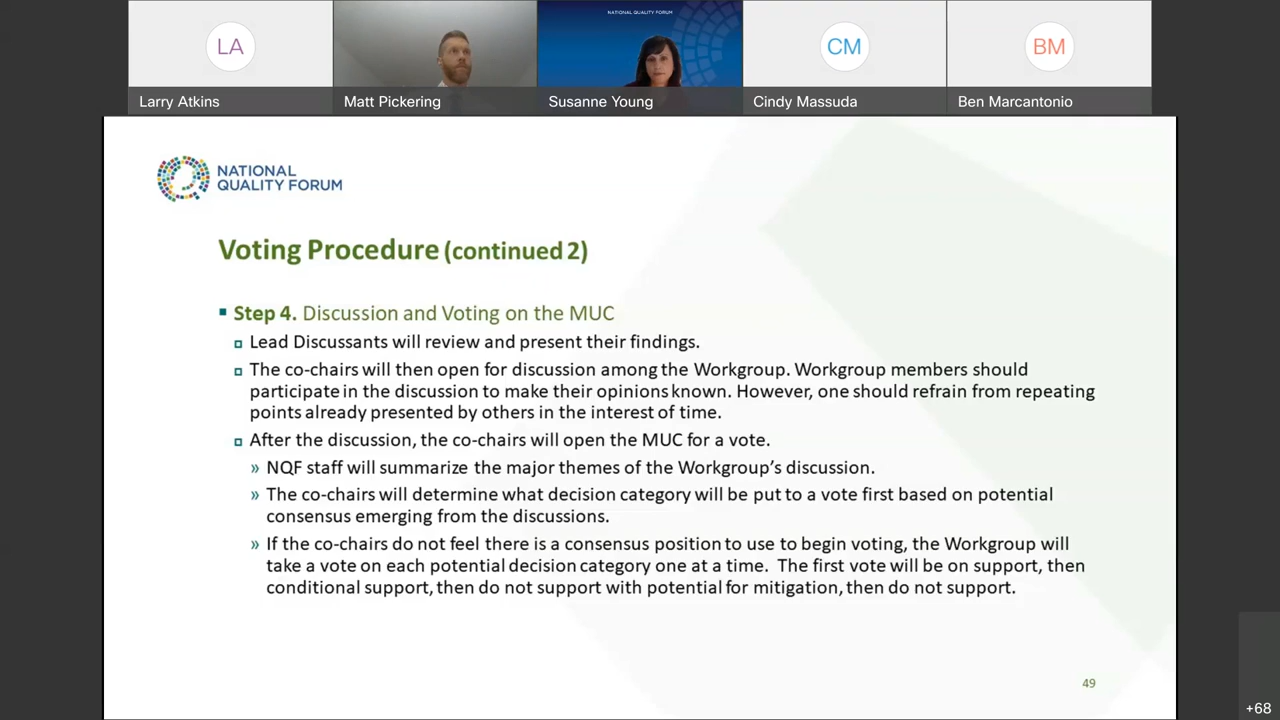 NATIONAL QUALITY FORUM
LA
CM
BM
Larry Atkins
Matt Pickering
Susanne Young
Cindy Massuda
Ben Marcantonio
NATIONAL
QUALITY FORUM
Voting Procedure (continued 2)
Step 4. Discussion and Voting on the MUC
Lead Discussants will review and present their findings.
The co-chairs will then open for discussion among the Workgroup. Workgroup members should
participate in the discussion to make their opinions known. However, one should refrain from repeating
points already presented by others in the interest of time.
After the discussion, the co-chairs will open the MUC for a vote.
» NQF staff will summarize the major themes of the Workgroup’s discussion.
» The co-chairs will determine what decision category will be put to a vote first based on potential
consensus emerging from the discussions.
» If the co-chairs do not feel there is a consensus position to use to begin voting, the Workgroup will
take a vote on each potential decision category one at a time. The first vote will be on support, then
conditional support, then do not support with potential for mitigation, then do not support.
49
+68